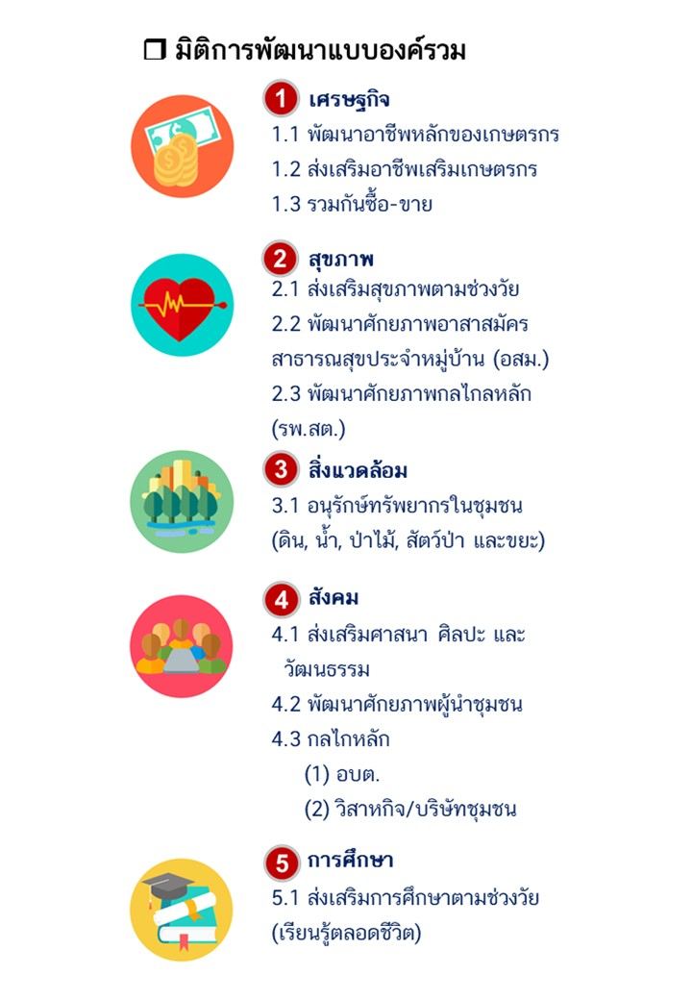 ❒ มิติการพัฒนาแบบองค์รวม
1 เศรษฐกิจ
1.1 พัฒนาอาชีพหลักของเกษตรกร
1.2 ส่งเสริมอาชีพเสริมเกษตรกร
1.3 รวมกันซื้อ-ขาย
2 สุขภาพ
2.1 ส่งเสริมสุขภาพตามช่วงวัย
2.2 พัฒนาศักยภาพอาสาสมัคร
สาธารณสุขประจำหมู่บ้าน (อสม.)
2.3 พัฒนาศักยภาพกลไกลหลัก
(รพ.สต.)
3 สิ่งแวดล้อม
3.1 อนุรักษ์ทรัพยากรในชุมชน
(ดิน, น้ำ, ป่าไม้, สัตว์ป่า และขยะ)
4 สังคม
4.1 ส่งเสริมศาสนา ศิลปะ และ
วัฒนธรรม
4.2 พัฒนาศักยภาพผู้นำชุมชน
4.3 กลไกหลัก
(1) อบต.
(2) วิสาหกิจ/บริษัทชุมชน
5 การศึกษา
5.1 ส่งเสริมการศึกษาตามช่วงวัย
(เรียนรู้ตลอดชีวิต)